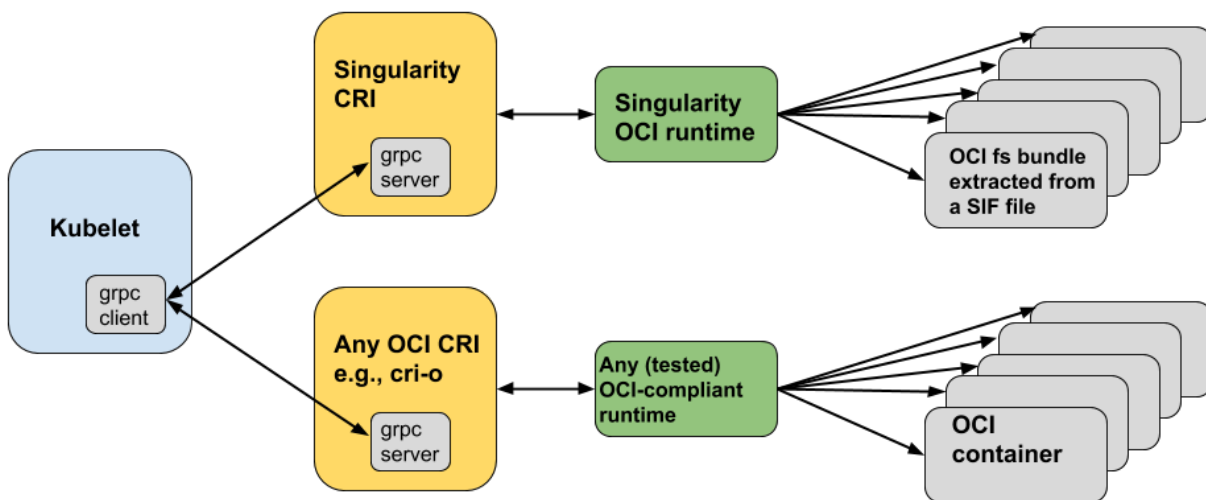 Kubelet
grpc
client
Singularity
CRI
grpc
server
Singularity
OCI runtime
OCI fs bundle
extracted from
a SIF file
Any OCI CRI
e.g., cri-o
grpc
server
Any (tested)
OCI-compliant
runtime
OCI
container